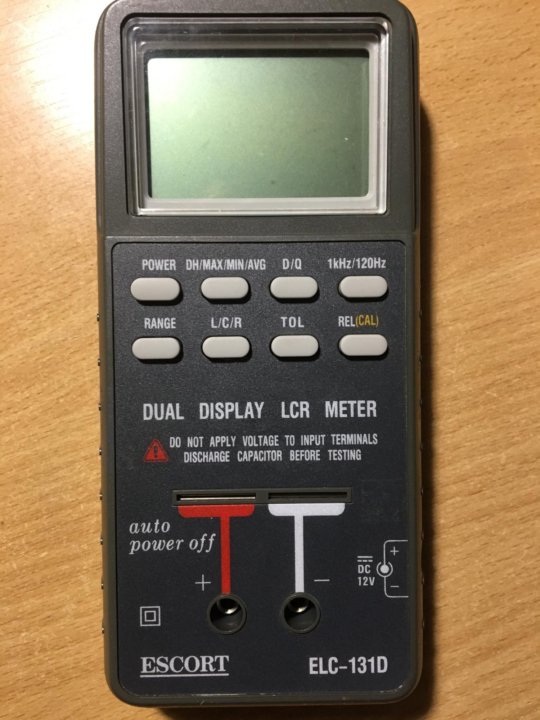 POWER DH/MAX/MIN/AVG D/Q 1kHz/120Hz
RANGE L/C/R TOL REL(CAL)
DUAL DISPLAY LCR METER
DO NOT APPLY VOLTAGE TO INPUT TERMINALS
DISCHARGE CAPACITOR BEFORE TESTING
auto
power off
+ −
DC
12V
+
−
ESCORT ELC-131D